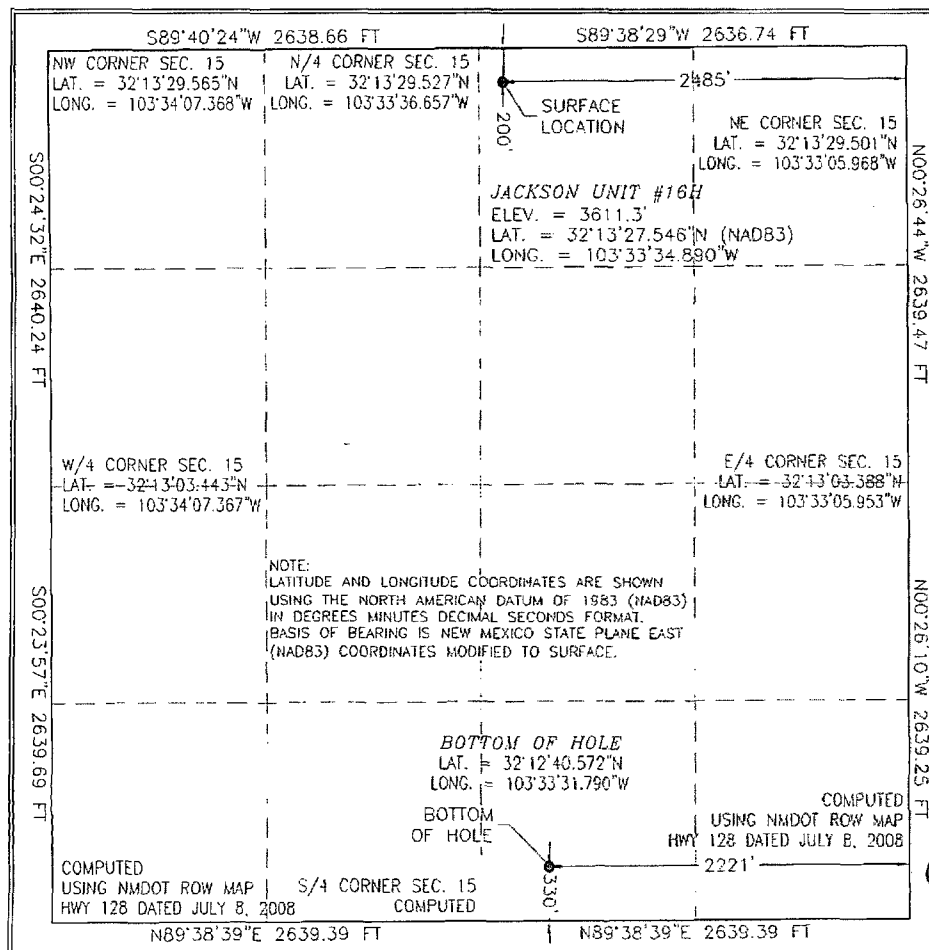 S89°40'24"W 2638.66 FT
S89°38'29"W 2636.74 FT
NW CORNER SEC. 15
LAT. = 32°13'29.565"N
LONG. = 103°34'07.368"W
N/4 CORNER SEC. 15
LAT. = 32°13'29.527"N
LONG. = 103°33'36.657"W
2485'
200'
SURFACE
LOCATION
NE CORNER SEC. 15
LAT. = 32°13'29.501"N
LONG. = 103°33'05.968"W
JACKSON UNIT #16H
ELEV. = 3611.3'
LAT. = 32°13'27.546"N (NAD83)
LONG. = 103°33'34.890"W
S00°24'32"E 2640.24 FT
N00°26'44"W 2639.47 FT
W/4 CORNER SEC. 15
LAT. = 32°13'03.443"N
LONG. = 103°34'07.367"W
E/4 CORNER SEC. 15
LAT. = 32°13'03.388"N
LONG. = 103°33'05.953"W
NOTE:
LATITUDE AND LONGITUDE COORDINATES ARE SHOWN
USING THE NORTH AMERICAN DATUM OF 1983 (NAD83)
IN DEGREES MINUTES DECIMAL SECONDS FORMAT.
BASIS OF BEARING IS NEW MEXICO STATE PLANE EAST
(NAD83) COORDINATES MODIFIED TO SURFACE.
S00°23'57"E 2639.69 FT
N00°26'10"W 2639.25 FT
BOTTOM OF HOLE
LAT. = 32°12'40.572"N
LONG. = 103°33'31.790"W
BOTTOM
OF HOLE
COMPUTED
USING NMDOT ROW MAP
HWY 128 DATED JULY 8, 2008
2221'
330'
COMPUTED
USING NMDOT ROW MAP
HWY 128 DATED JULY 8, 2008
S/4 CORNER SEC. 15
COMPUTED
N89°38'39"E 2639.39 FT
N89°38'39"E 2639.39 FT